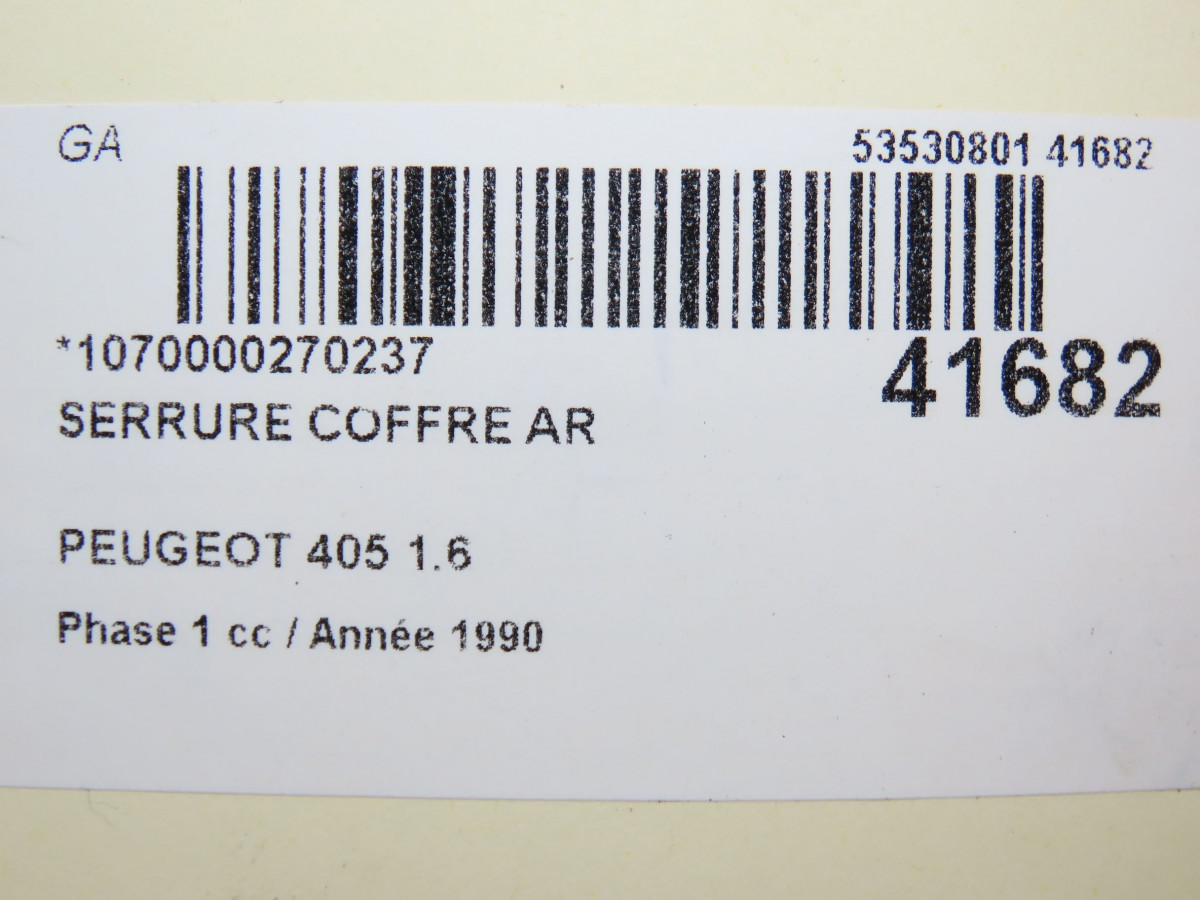 GA
53530801 41682
*1070000270237
41682
SERRURE COFFRE AR
PEUGEOT 405 1.6
Phase 1 cc / Année 1990